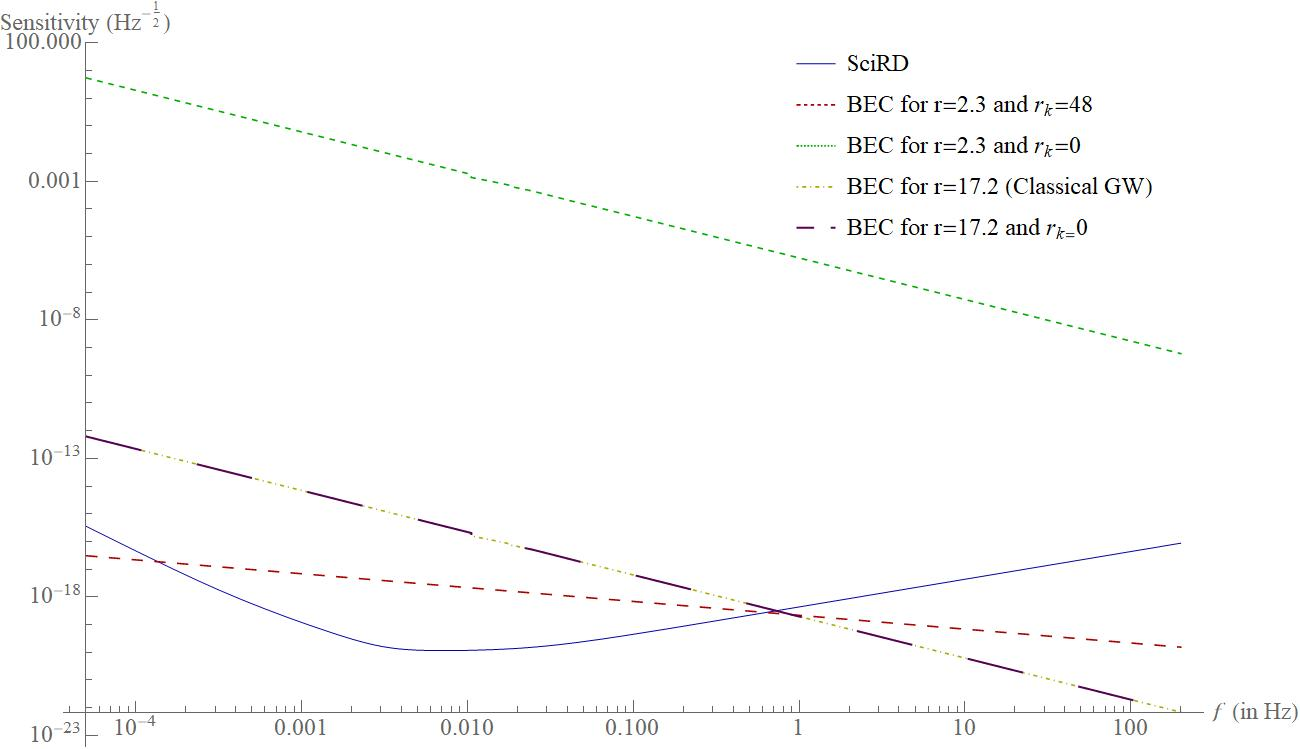 Sensitivity (Hz^{-1/2})
100.000
0.001
10^{-8}
10^{-13}
10^{-18}
10^{-23}
SciRD
BEC for r=2.3 and r_k=48
BEC for r=2.3 and r_k=0
BEC for r=17.2 (Classical GW)
BEC for r=17.2 and r_{k=}0
10^{-4} 0.001 0.010 0.100 1 10 100
f (in Hz)